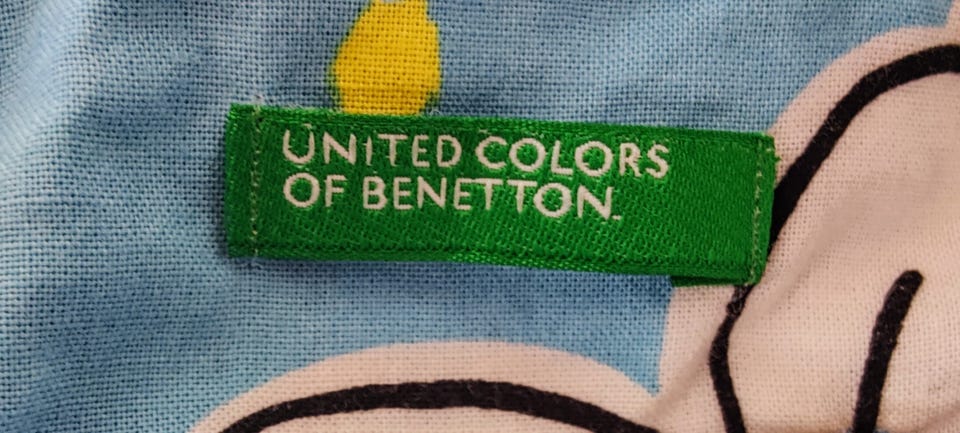 UNITED COLORS
OF BENETTON.